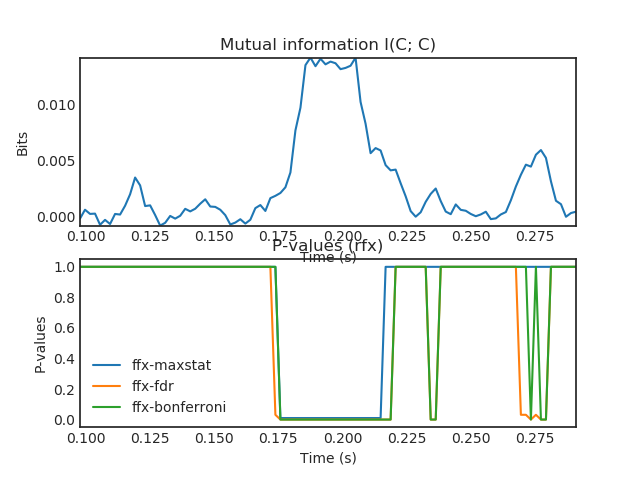 Mutual information I(C; C)
Bits
0.010
0.005
0.000
0.100 0.125 0.150 0.175 0.200 0.225 0.250 0.275
Time (s)
P-values (rfx)
P-values
1.0
0.8
0.6
0.4
0.2
0.0
ffx-maxstat
ffx-fdr
ffx-bonferroni
0.100 0.125 0.150 0.175 0.200 0.225 0.250 0.275
Time (s)